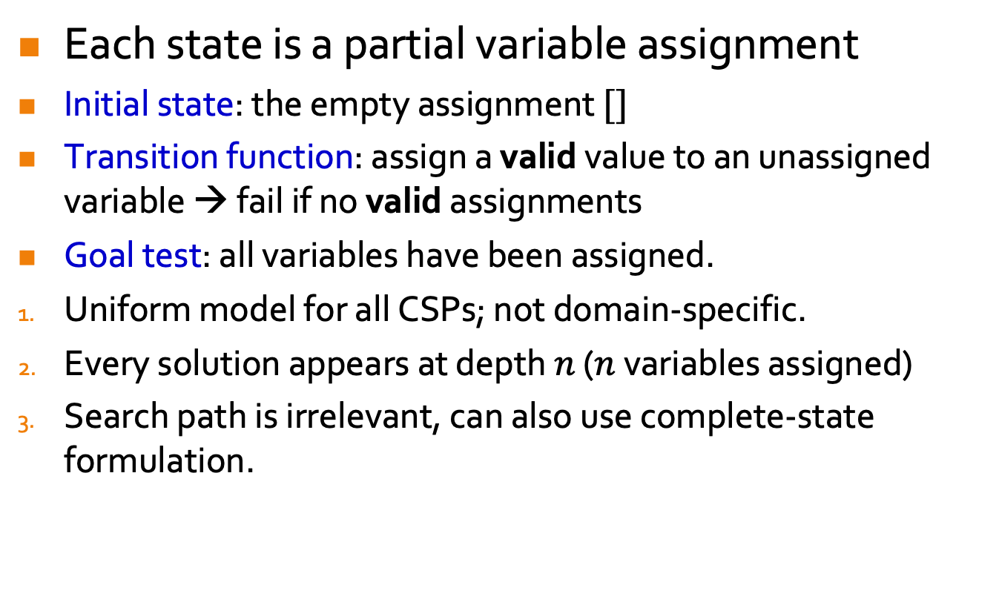 ■ Each state is a partial variable assignment
■ Initial state: the empty assignment []
■ Transition function: assign a valid value to an unassigned
variable → fail if no valid assignments
■ Goal test: all variables have been assigned.
1. Uniform model for all CSPs; not domain-specific.
2. Every solution appears at depth n (n variables assigned)
3. Search path is irrelevant, can also use complete-state
formulation.